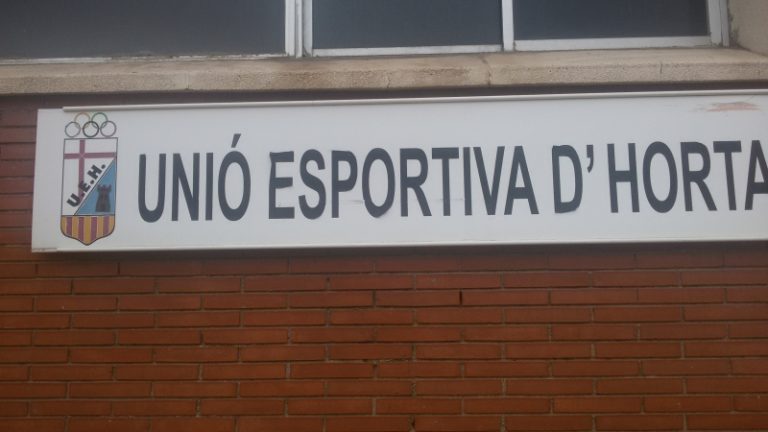 U.E.H.
UNIÓ ESPORTIVA D'HORTA